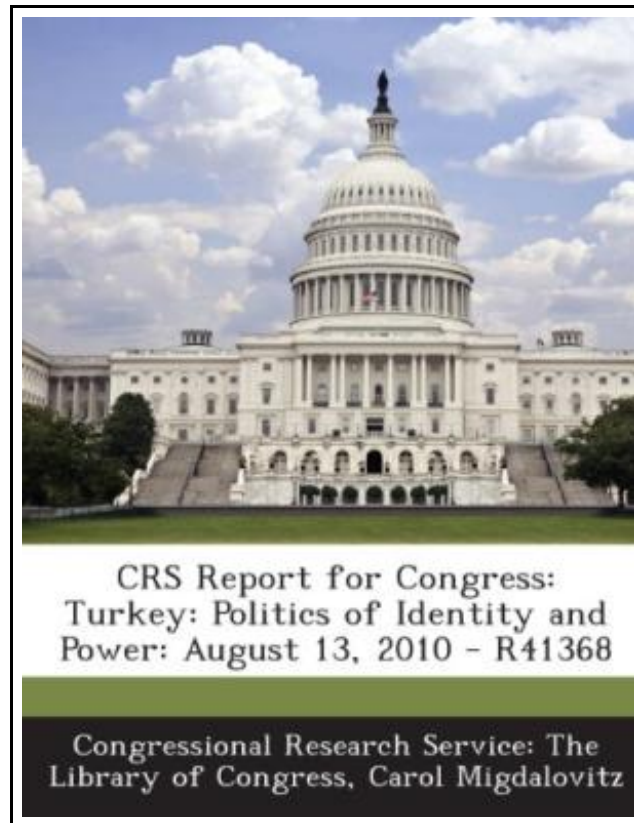 CRS Report for Congress:
Turkey: Politics of Identity and
Power: August 13, 2010 - R41368
Congressional Research Service: The
Library of Congress, Carol Migdalovitz